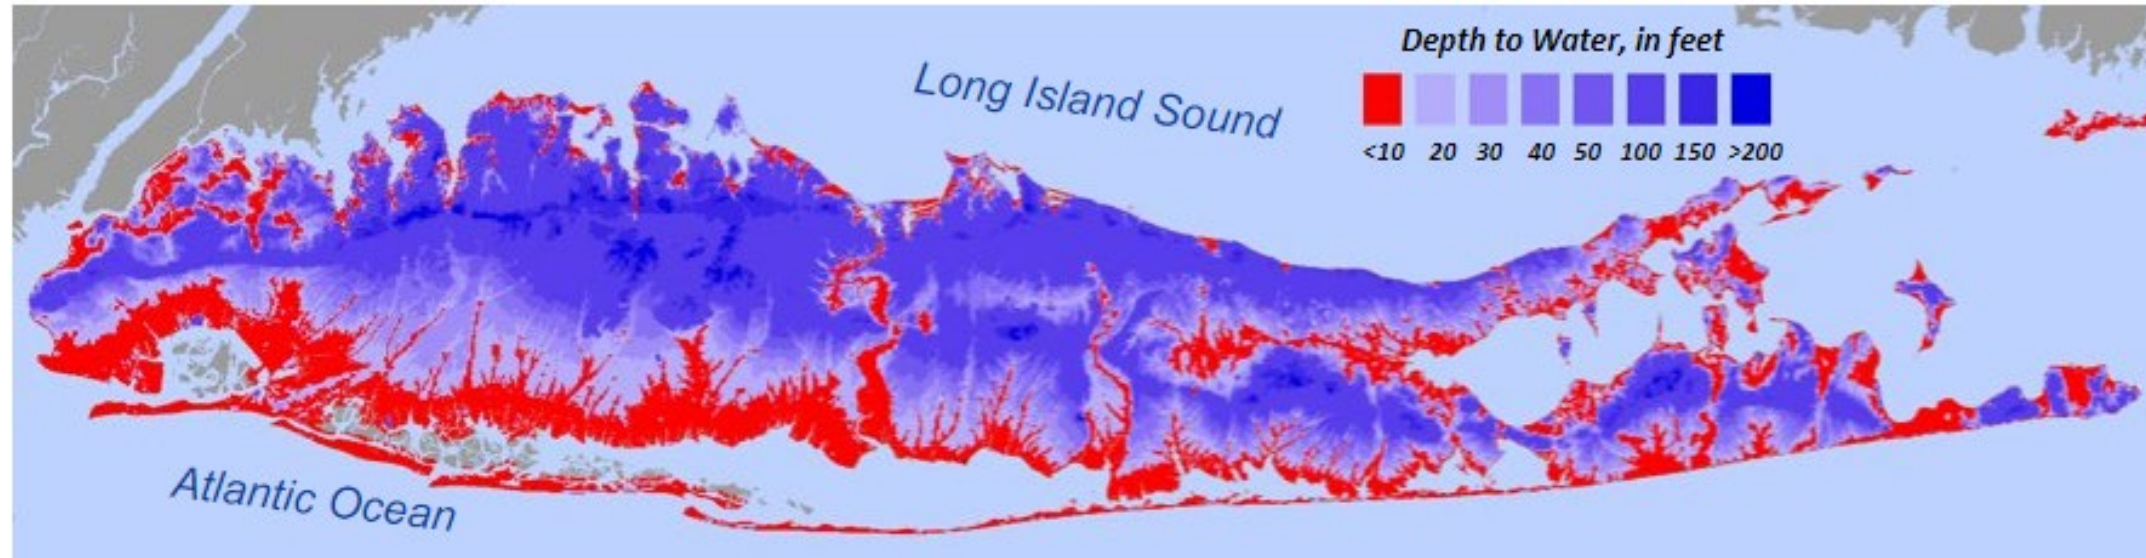 Depth to Water, in feet
<10 20 30 40 50 100 150 >200
Long Island Sound
Atlantic Ocean